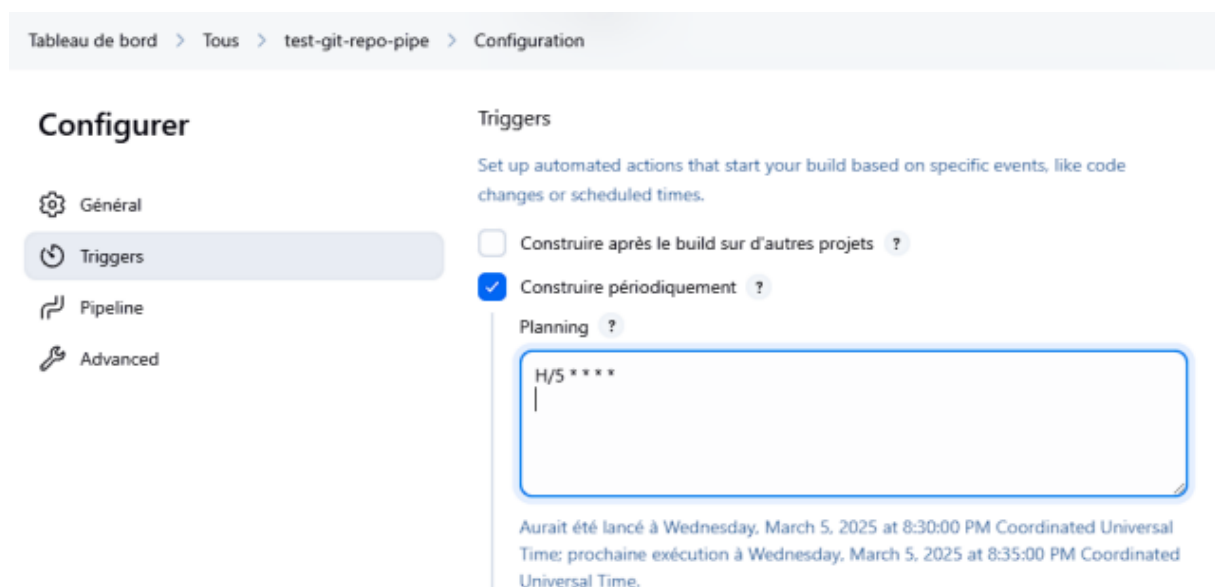 Tableau de bord > Tous > test-git-repo-pipe > Configuration
Configurer
Général
Triggers
Pipeline
Advanced
Triggers
Set up automated actions that start your build based on specific events, like code
changes or scheduled times.
Construire après le build sur d'autres projets ?
Construire périodiquement ?
Planning ?
H/5 * * * *
Aurait été lancé à Wednesday, March 5, 2025 at 8:30:00 PM Coordinated Universal
Time; prochaine exécution à Wednesday, March 5, 2025 at 8:35:00 PM Coordinated
Universal Time.